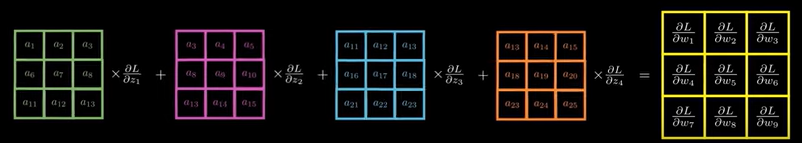 a₁ a₂ a₃
a₆ a₇ a₈
a₁₁ a₁₂ a₁₃
× ∂L/∂z₁ +
a₃ a₄ a₅
a₈ a₉ a₁₀
a₁₃ a₁₄ a₁₅
× ∂L/∂z₂ +
a₁₁ a₁₂ a₁₃
a₁₆ a₁₇ a₁₈
a₂₁ a₂₂ a₂₃
× ∂L/∂z₃ +
a₁₃ a₁₄ a₁₅
a₁₈ a₁₉ a₂₀
a₂₃ a₂₄ a₂₅
× ∂L/∂z₄ =
∂L/∂w₁ ∂L/∂w₂ ∂L/∂w₃
∂L/∂w₄ ∂L/∂w₅ ∂L/∂w₆
∂L/∂w₇ ∂L/∂w₈ ∂L/∂w₉